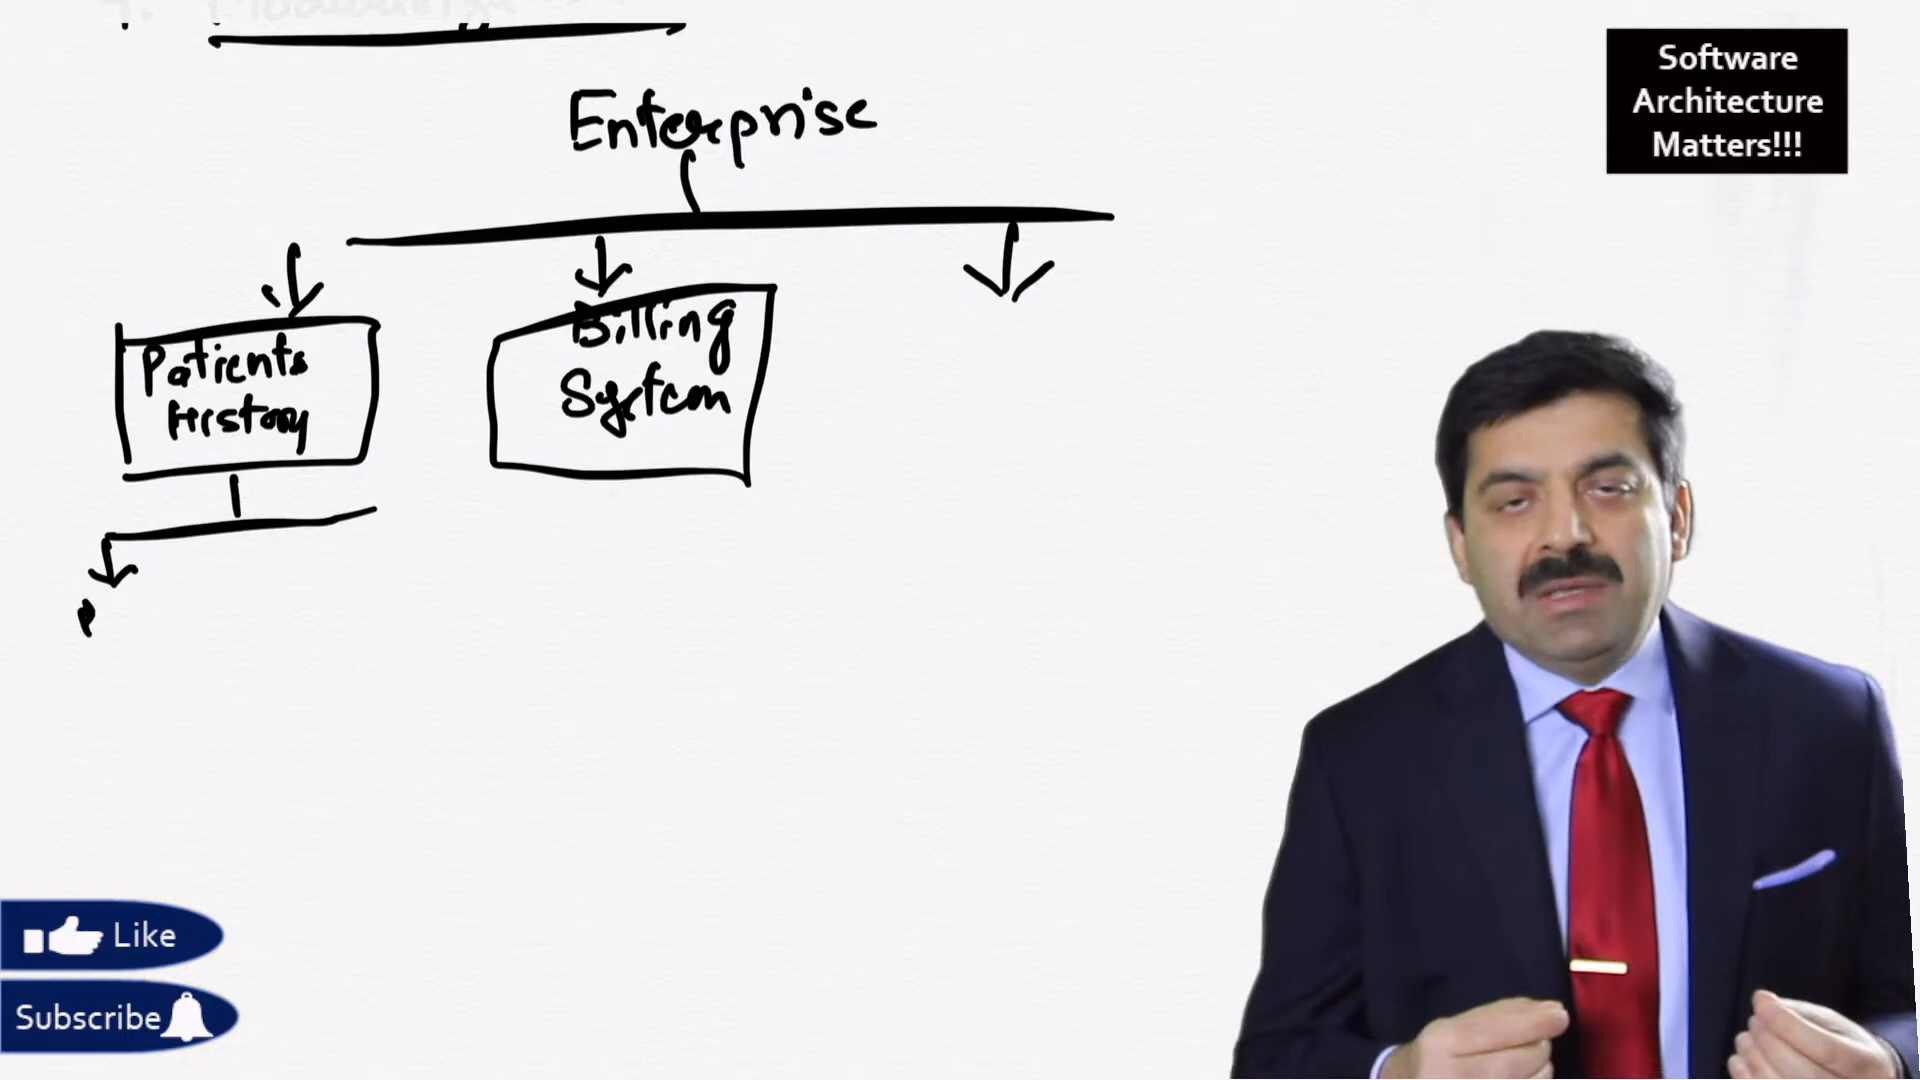 Enterprise
Patients
History
Billing
System
Software
Architecture
Matters!!!
Like
Subscribe